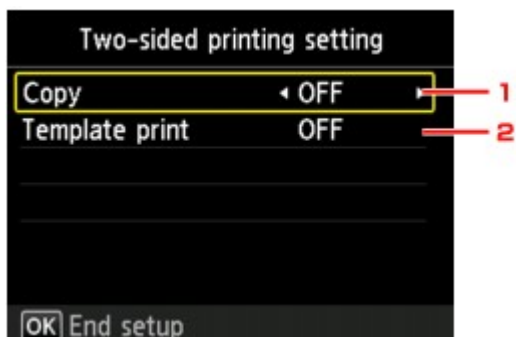 Two-sided printing setting
Copy OFF 1
Template print OFF 2
OK End setup